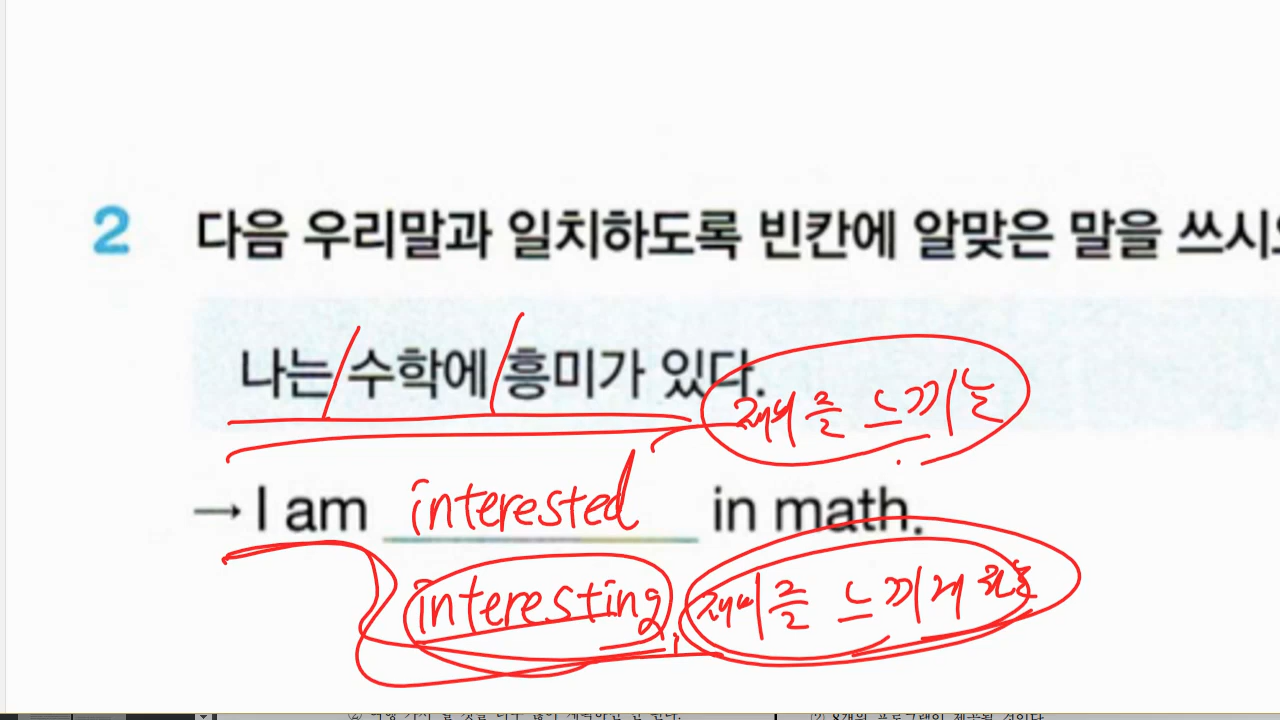 2 다음 우리말과 일치하도록 빈칸에 알맞은 말을 쓰시오
나는 수학에 흥미가 있다.
재미를 느끼는
→ I am interested in math.
interesting 재미를 느끼게 하는